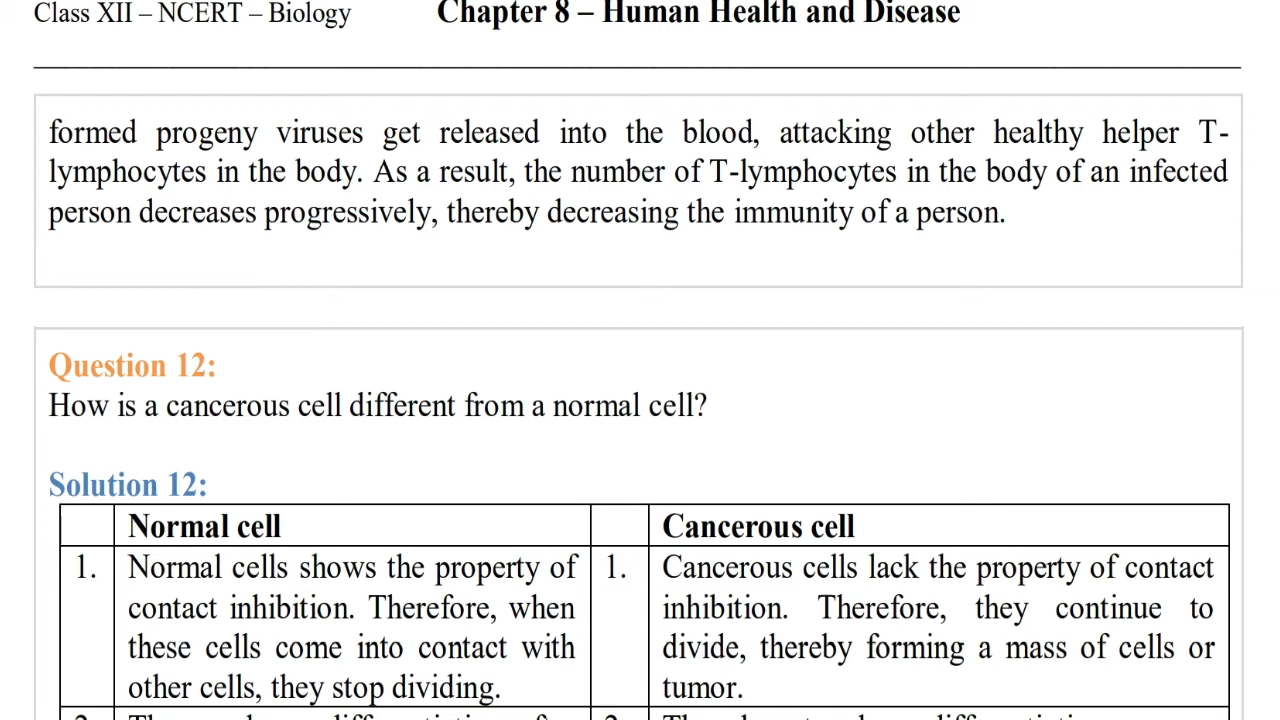 Class XII – NCERT – Biology Chapter 8 – Human Health and Disease
formed progeny viruses get released into the blood, attacking other healthy helper T-
lymphocytes in the body. As a result, the number of T-lymphocytes in the body of an infected
person decreases progressively, thereby decreasing the immunity of a person.
Question 12:
How is a cancerous cell different from a normal cell?
Solution 12:
Normal cell Cancerous cell
1. Normal cells shows the property of 1. Cancerous cells lack the property of contact
contact inhibition. Therefore, when inhibition. Therefore, they continue to
these cells come into contact with divide, thereby forming a mass of cells or
other cells, they stop dividing. tumor.